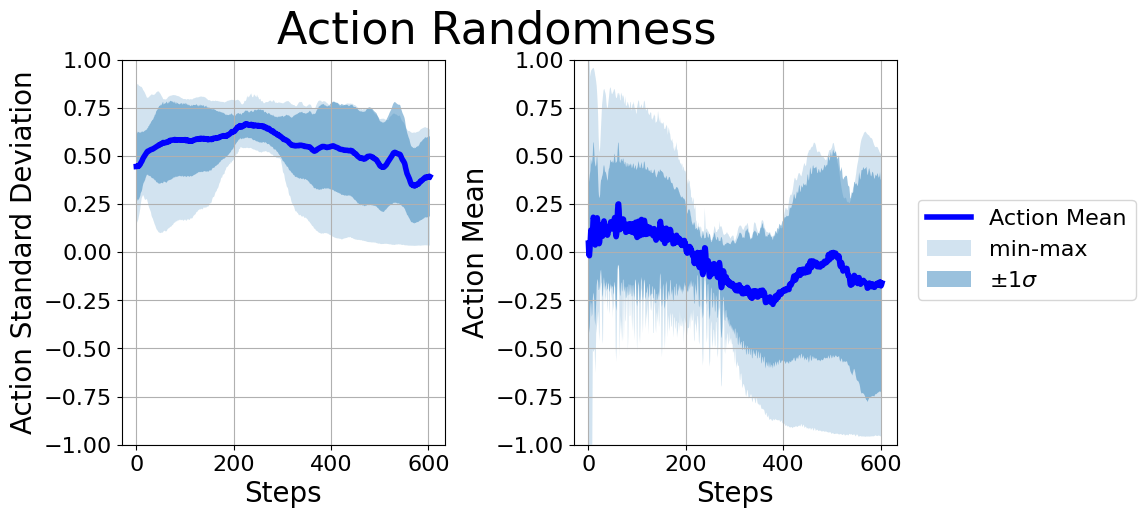 Action Randomness
Action Standard Deviation
1.00
0.75
0.50
0.25
0.00
−0.25
−0.50
−0.75
−1.00
0 200 400 600
Steps
Action Mean
1.00
0.75
0.50
0.25
0.00
−0.25
−0.50
−0.75
−1.00
0 200 400 600
Steps
Action Mean
min-max
±1σ